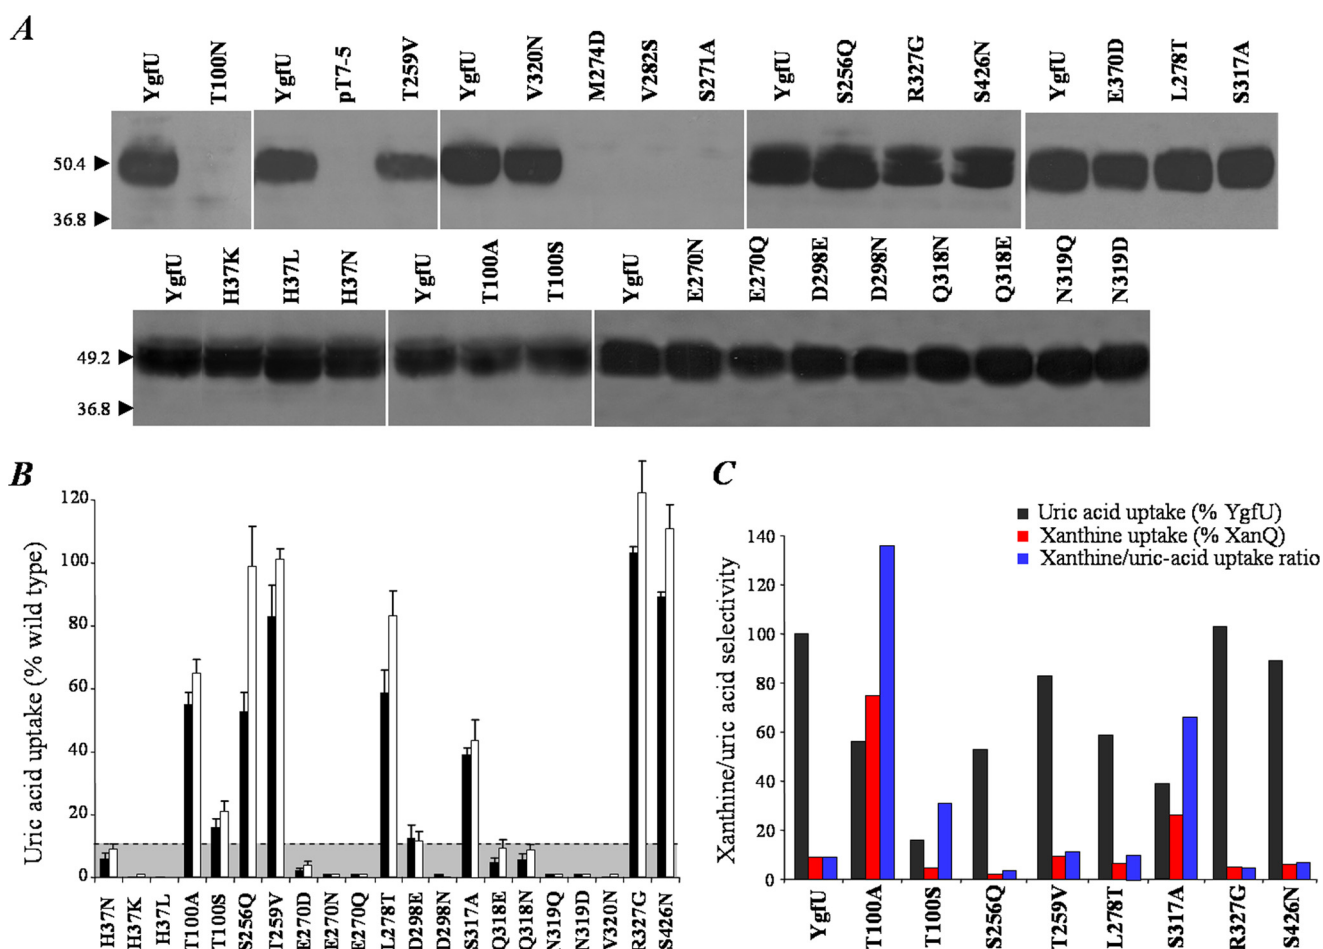 A
YgfU T100N YgfU pT7-5 T259V YgfU V320N M274D V282S S271A YgfU S256Q R327G S426N YgfU E370D L278T S317A
50.4
36.8
YgfU H37K H37L H37N YgfU T100A T100S YgfU E270N E270Q D298E D298N Q318N Q318E N319Q N319D
49.2
36.8
B
Uric acid uptake (% wild type)
120
100
80
60
40
20
0
H37N H37K H37L T100A T100S S256Q T259V E270D E270N E270Q L278T D298E D298N S317A Q318E Q318N N319Q N319D V320N R327G S426N
C
Uric acid uptake (% YgfU)
Xanthine uptake (% XanQ)
Xanthine/uric-acid uptake ratio
Xanthine/uric acid selectivity
140
120
100
80
60
40
20
0
YgfU T100A T100S S256Q T259V L278T S317A R327G S426N